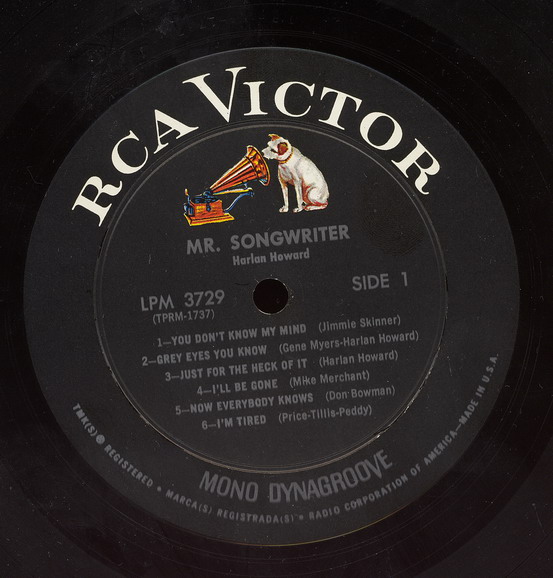 RCA VICTOR
MR. SONGWRITER
Harlan Howard
LPM 3729
(TPRM-1737)
SIDE 1
1—YOU DON'T KNOW MY MIND (Jimmie Skinner)
2—GREY EYES YOU KNOW (Gene Myers-Harlan Howard)
3—JUST FOR THE HECK OF IT (Harlan Howard)
4—I'LL BE GONE (Mike Merchant)
5—NOW EVERYBODY KNOWS (Don Bowman)
6—I'M TIRED (Price-Tillis-Peddy)
MONO DYNAGROOVE
TMK(S) ® REGISTERED • MARCA(S) REGISTRADA(S) • RADIO CORPORATION OF AMERICA—MADE IN U.S.A.